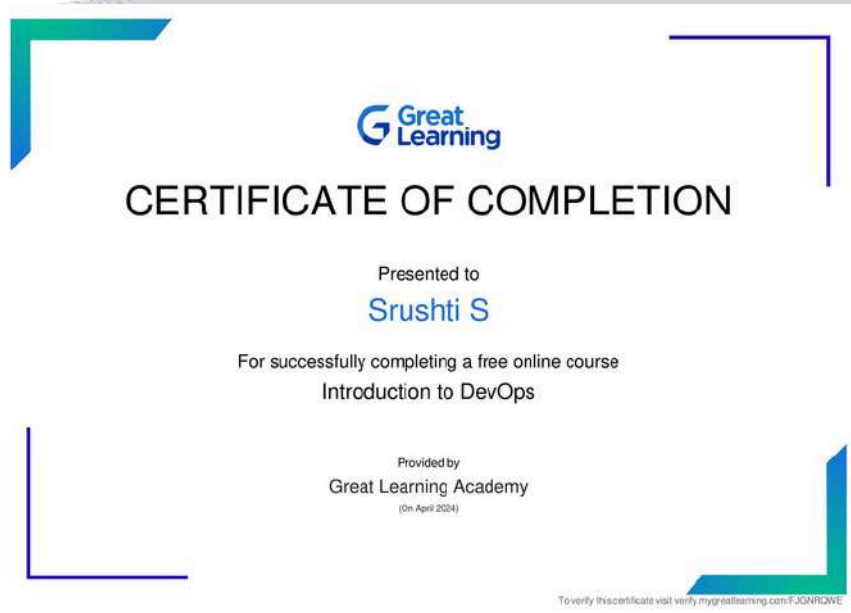 Great
Learning
CERTIFICATE OF COMPLETION
Presented to
Srushti S
For successfully completing a free online course
Introduction to DevOps
Provided by
Great Learning Academy
(On April 2024)
To verify this certificate visit verify.mygreatlearning.com/FJGNRQWE